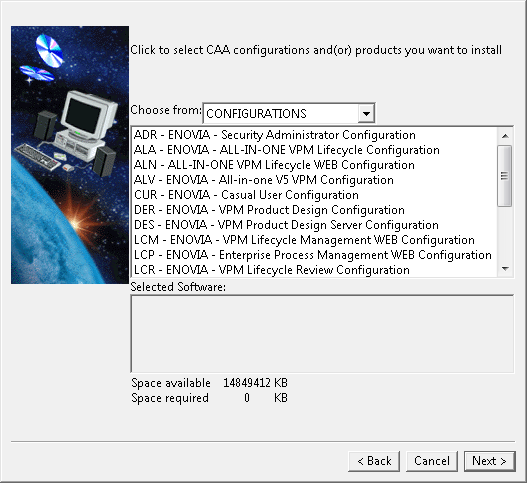 Click to select CAA configurations and(or) products you want to install
Choose from: CONFIGURATIONS
ADR - ENOVIA - Security Administrator Configuration
ALA - ENOVIA - ALL-IN-ONE VPM Lifecycle Configuration
ALN - ALL-IN-ONE VPM Lifecycle WEB Configuration
ALV - ENOVIA - All-in-one V5 VPM Configuration
CUR - ENOVIA - Casual User Configuration
DER - ENOVIA - VPM Product Design Configuration
DES - ENOVIA - VPM Product Design Server Configuration
LCM - ENOVIA - VPM Lifecycle Management WEB Configuration
LCP - ENOVIA - Enterprise Process Management WEB Configuration
LCR - ENOVIA - VPM Lifecycle Review Configuration
Selected Software:
Space available 14849412 KB
Space required 0 KB
< Back Cancel Next >